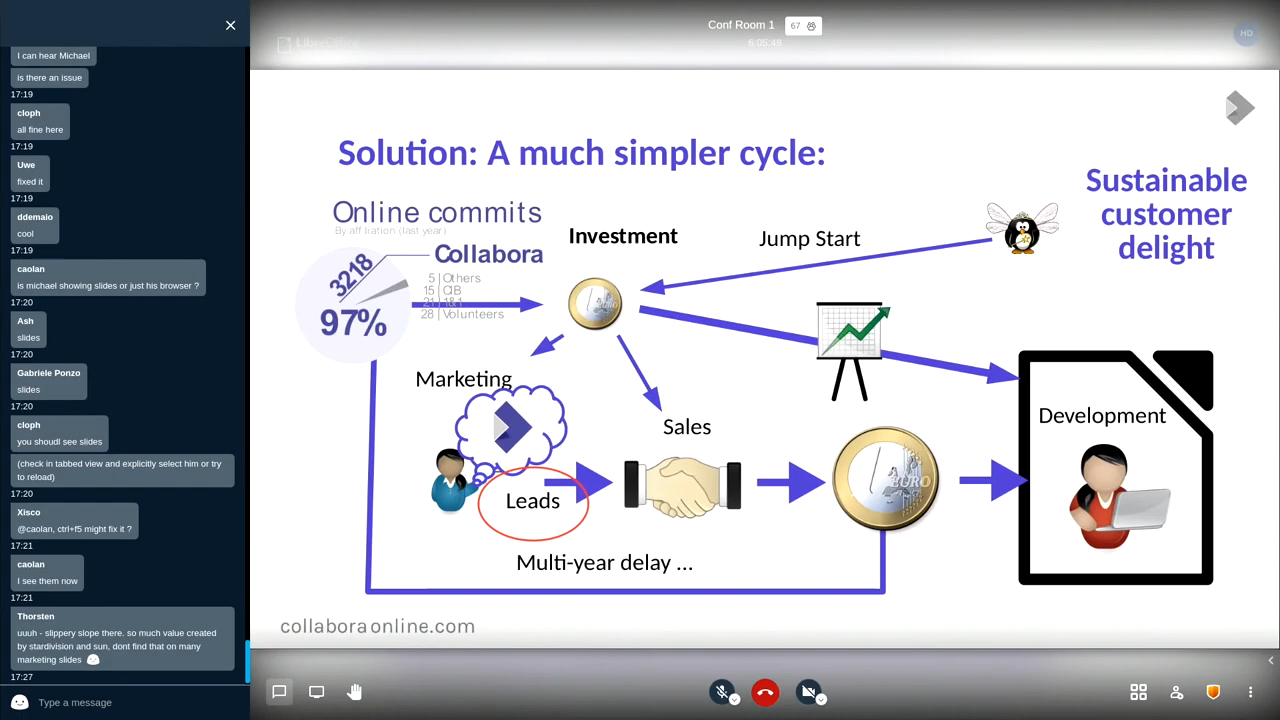 I can hear Michael
is there an issue
17:19
cloph
all fine here
17:19
Uwe
fixed it
17:19
ddemaio
cool
17:19
caolan
is michael showing slides or just his browser ?
17:20
Ash
slides
17:20
Gabriele Ponzo
slides
17:20
cloph
you shoudl see slides
(check in tabbed view and explicitly select him or try
to reload)
17:20
Xisco
@caolan, ctrl+f5 might fix it ?
17:21
caolan
I see them now
17:21
Thorsten
uuuh - slippery slope there. so much value created
by stardivision and sun, dont find that on many
marketing slides
17:27
Type a message
Conf Room 1
67
6:05:49
LibreOffice
HD
Solution: A much simpler cycle:
Sustainable
customer
delight
Online commits
By affiliration (last year)
Collabora
3218
97%
5 | Others
15 | CIB
21 | 1&1
28 | Volunteers
Investment
Jump Start
Marketing
Sales
Development
Leads
1 EURO
Multi-year delay ...
collaboraonline.com